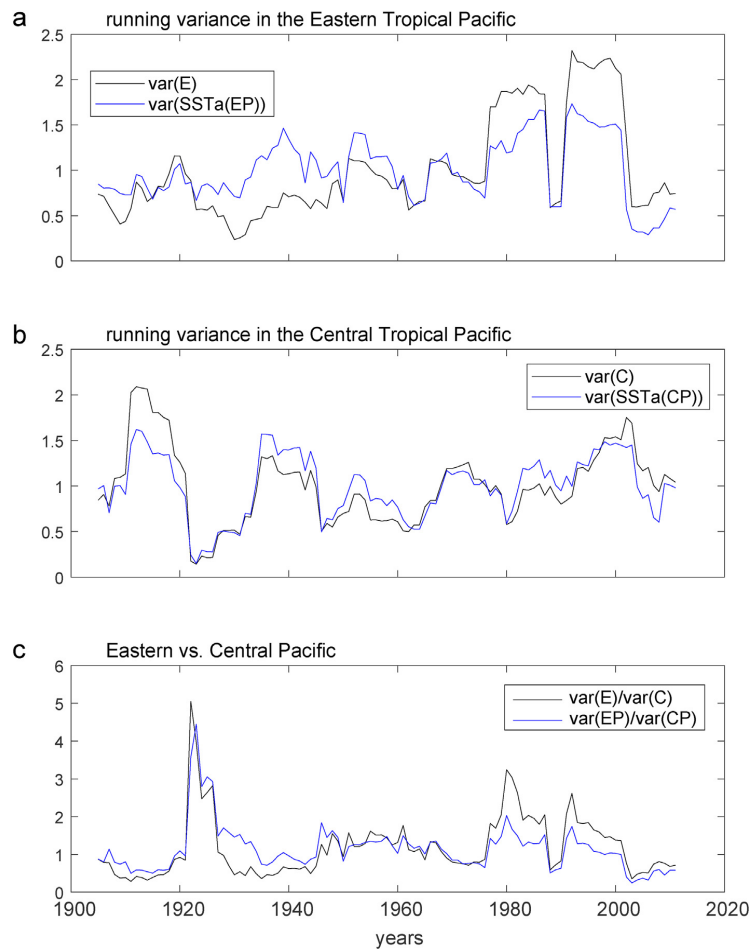 a running variance in the Eastern Tropical Pacific
2.5
var(E)
2
var(SSTa(EP))
1.5
1
0.5
0
b running variance in the Central Tropical Pacific
2.5
var(C)
2
var(SSTa(CP))
1.5
1
0.5
0
c Eastern vs. Central Pacific
6
var(E)/var(C)
5
var(EP)/var(CP)
4
3
2
1
0
1900 1920 1940 1960 1980 2000 2020
years